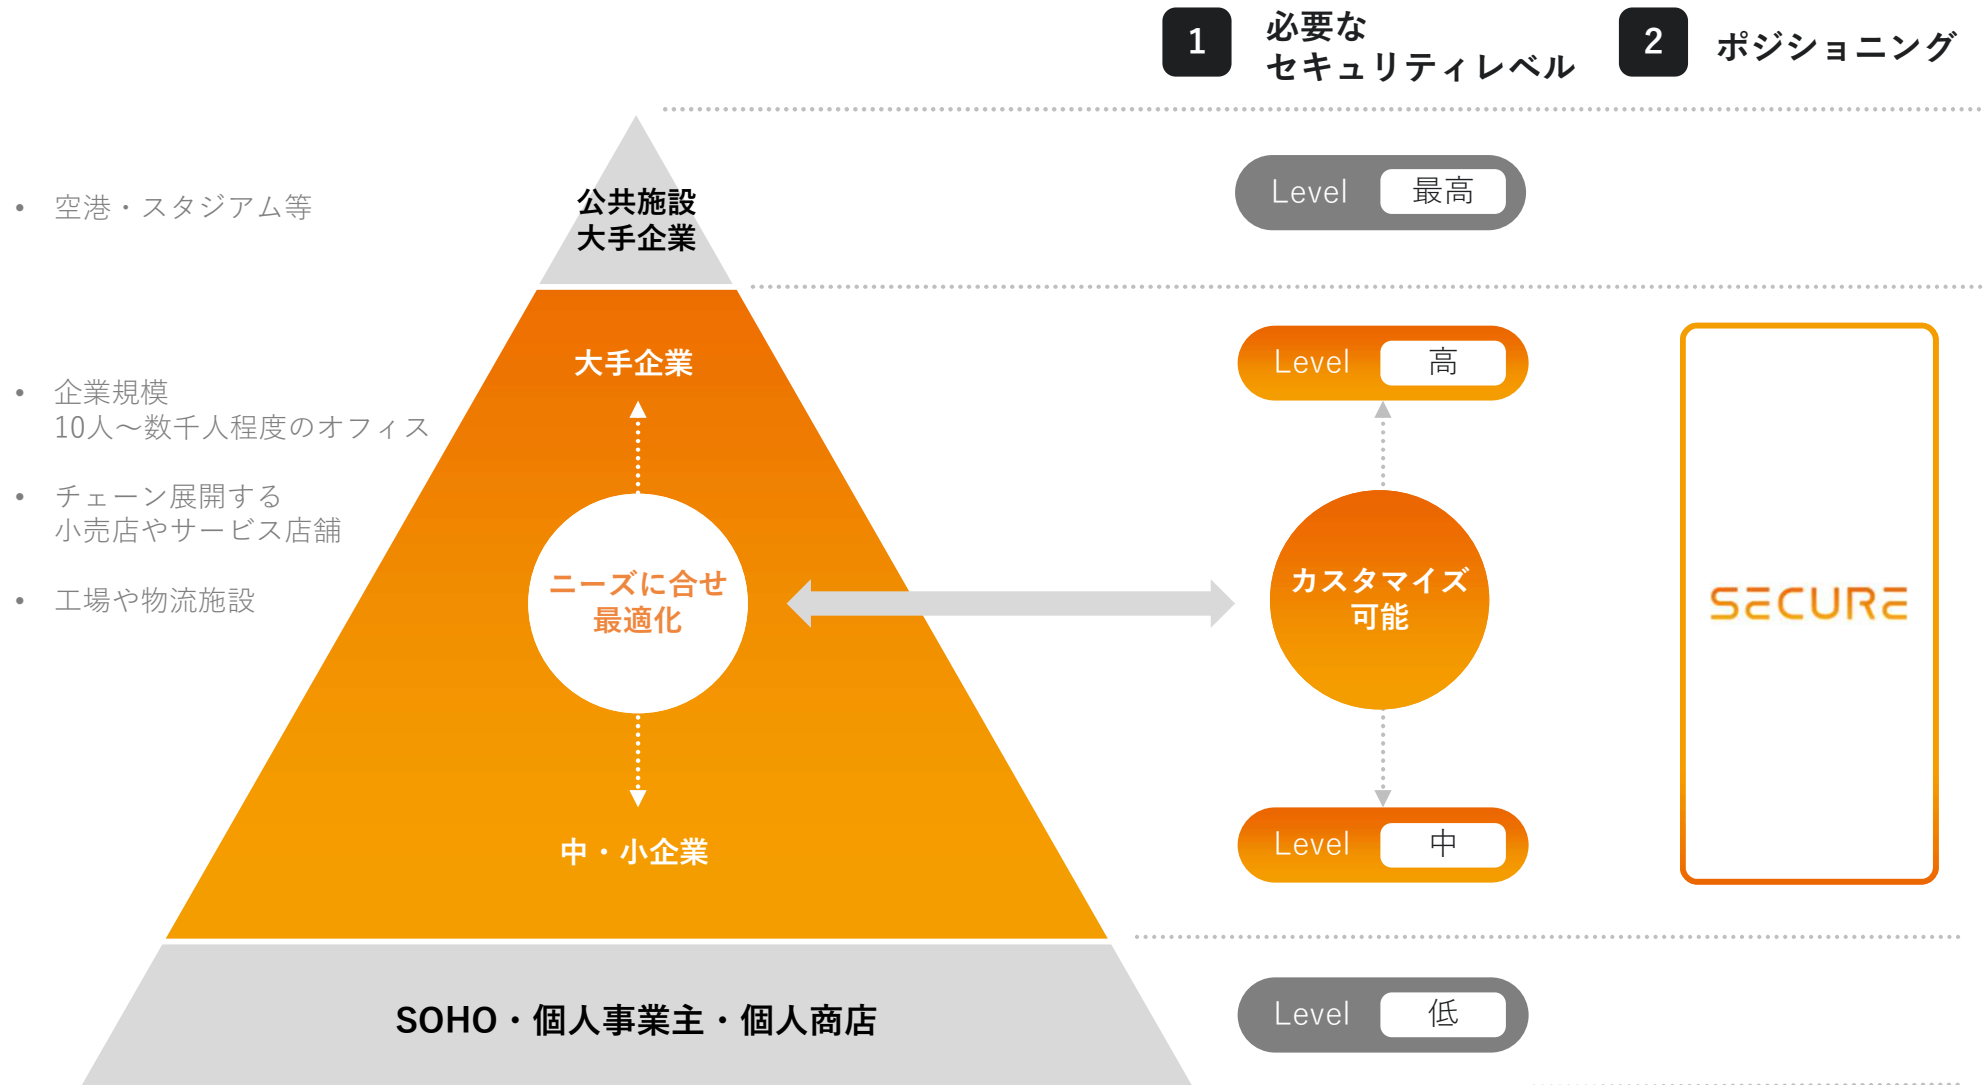 1
必要な
セキュリティレベル
2
ポジショニング
• 空港・スタジアム等
公共施設
大手企業
Level 最高
• 企業規模
10人～数千人程度のオフィス
• チェーン展開する
小売店やサービス店舗
• 工場や物流施設
大手企業
ニーズに合せ
最適化
中・小企業
Level 高
カスタマイズ
可能
Level 中
SECURE
SOHO・個人事業主・個人商店
Level 低